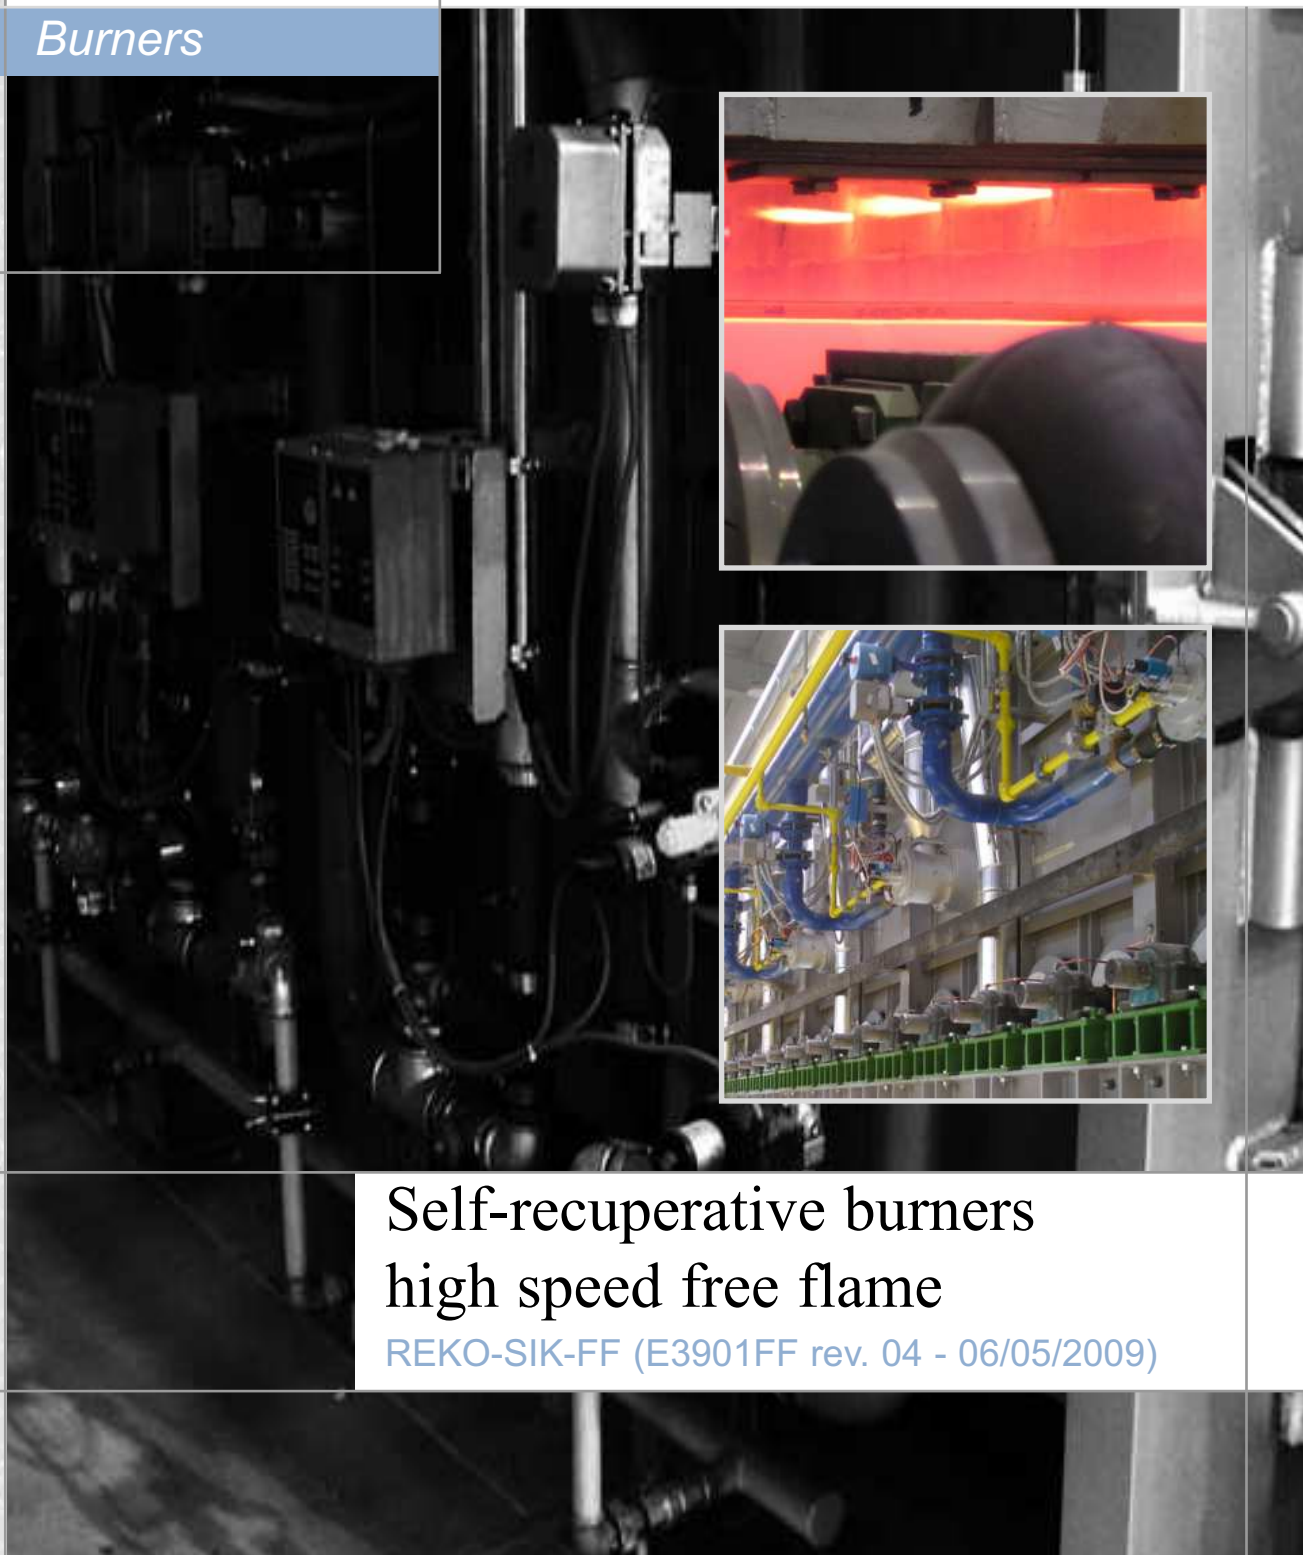 Burners
Self-recuperative burners
high speed free flame
REKO-SIK-FF (E3901FF rev. 04 - 06/05/2009)